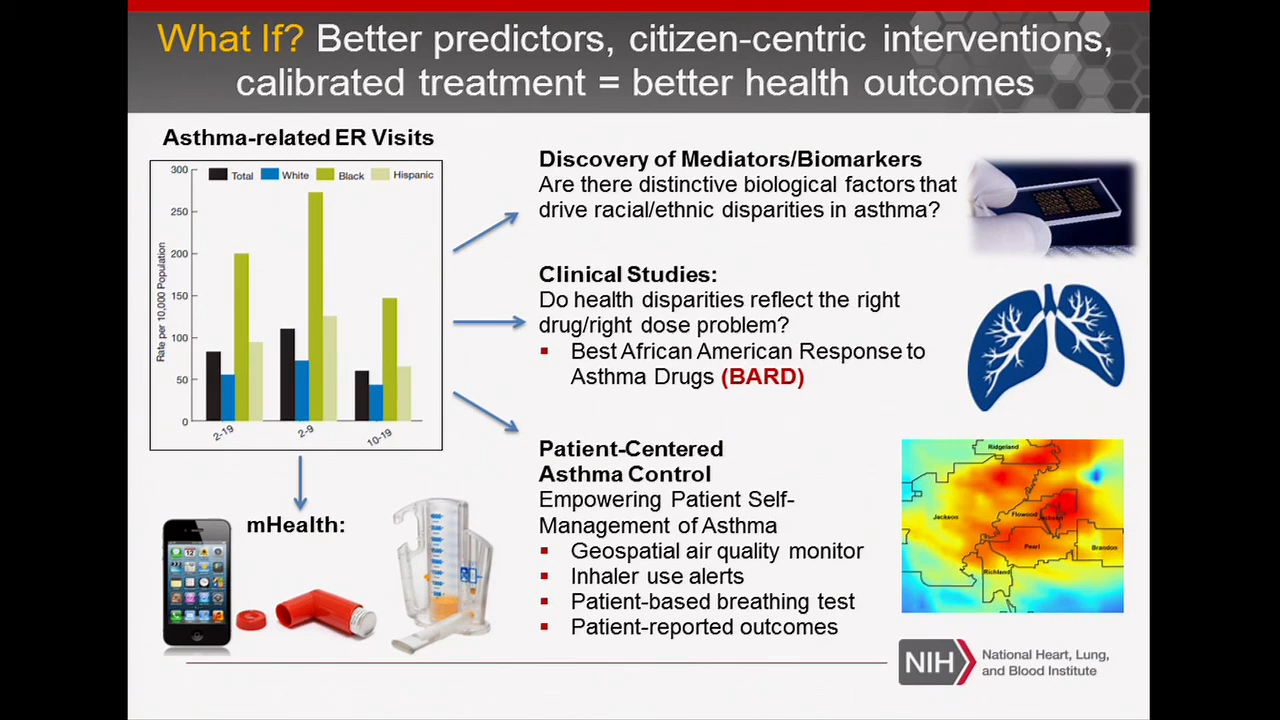 What If? Better predictors, citizen-centric interventions,
calibrated treatment = better health outcomes
Asthma-related ER Visits
300
250
200
150
100
50
0
Rate per 10,000 Population
Total
White
Black
Hispanic
2-19
2-9
10-19
mHealth:
Discovery of Mediators/Biomarkers
Are there distinctive biological factors that
drive racial/ethnic disparities in asthma?
Clinical Studies:
Do health disparities reflect the right
drug/right dose problem?
Best African American Response to
Asthma Drugs (BARD)
Patient-Centered
Asthma Control
Empowering Patient Self-
Management of Asthma
Geospatial air quality monitor
Inhaler use alerts
Patient-based breathing test
Patient-reported outcomes
Ridgeland
Jackson
Flowood
Jackson
Pearl
Brandon
Richland
NIH
National Heart, Lung,
and Blood Institute